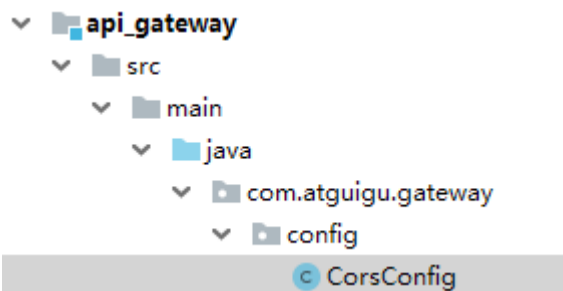 api_gateway
src
main
java
com.atguigu.gateway
config
C CorsConfig